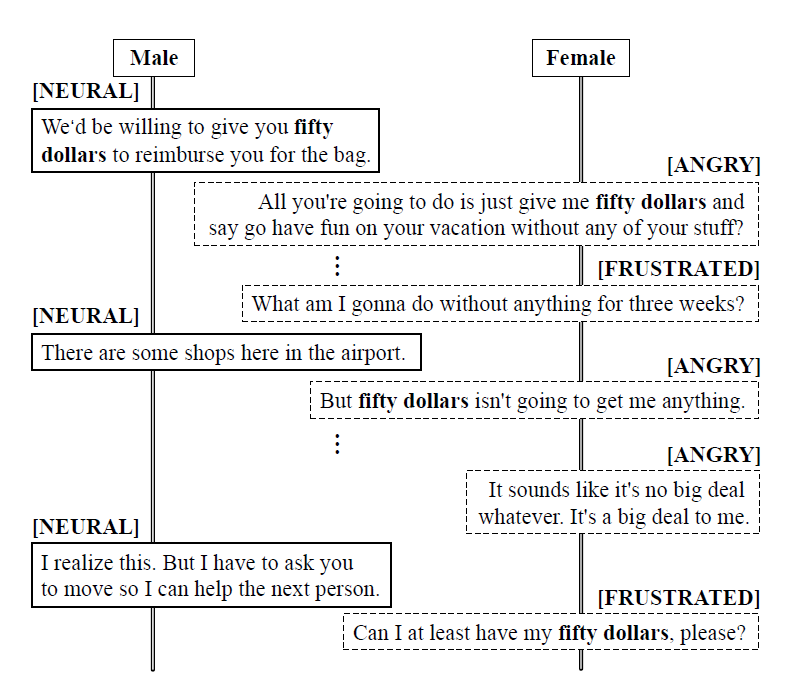 Male
Female
[NEURAL]
We‘d be willing to give you fifty
dollars to reimburse you for the bag.
[ANGRY]
All you're going to do is just give me fifty dollars and
say go have fun on your vacation without any of your stuff?
[FRUSTRATED]
What am I gonna do without anything for three weeks?
[NEURAL]
There are some shops here in the airport.
[ANGRY]
But fifty dollars isn't going to get me anything.
[ANGRY]
It sounds like it's no big deal
whatever. It's a big deal to me.
[NEURAL]
I realize this. But I have to ask you
to move so I can help the next person.
[FRUSTRATED]
Can I at least have my fifty dollars, please?